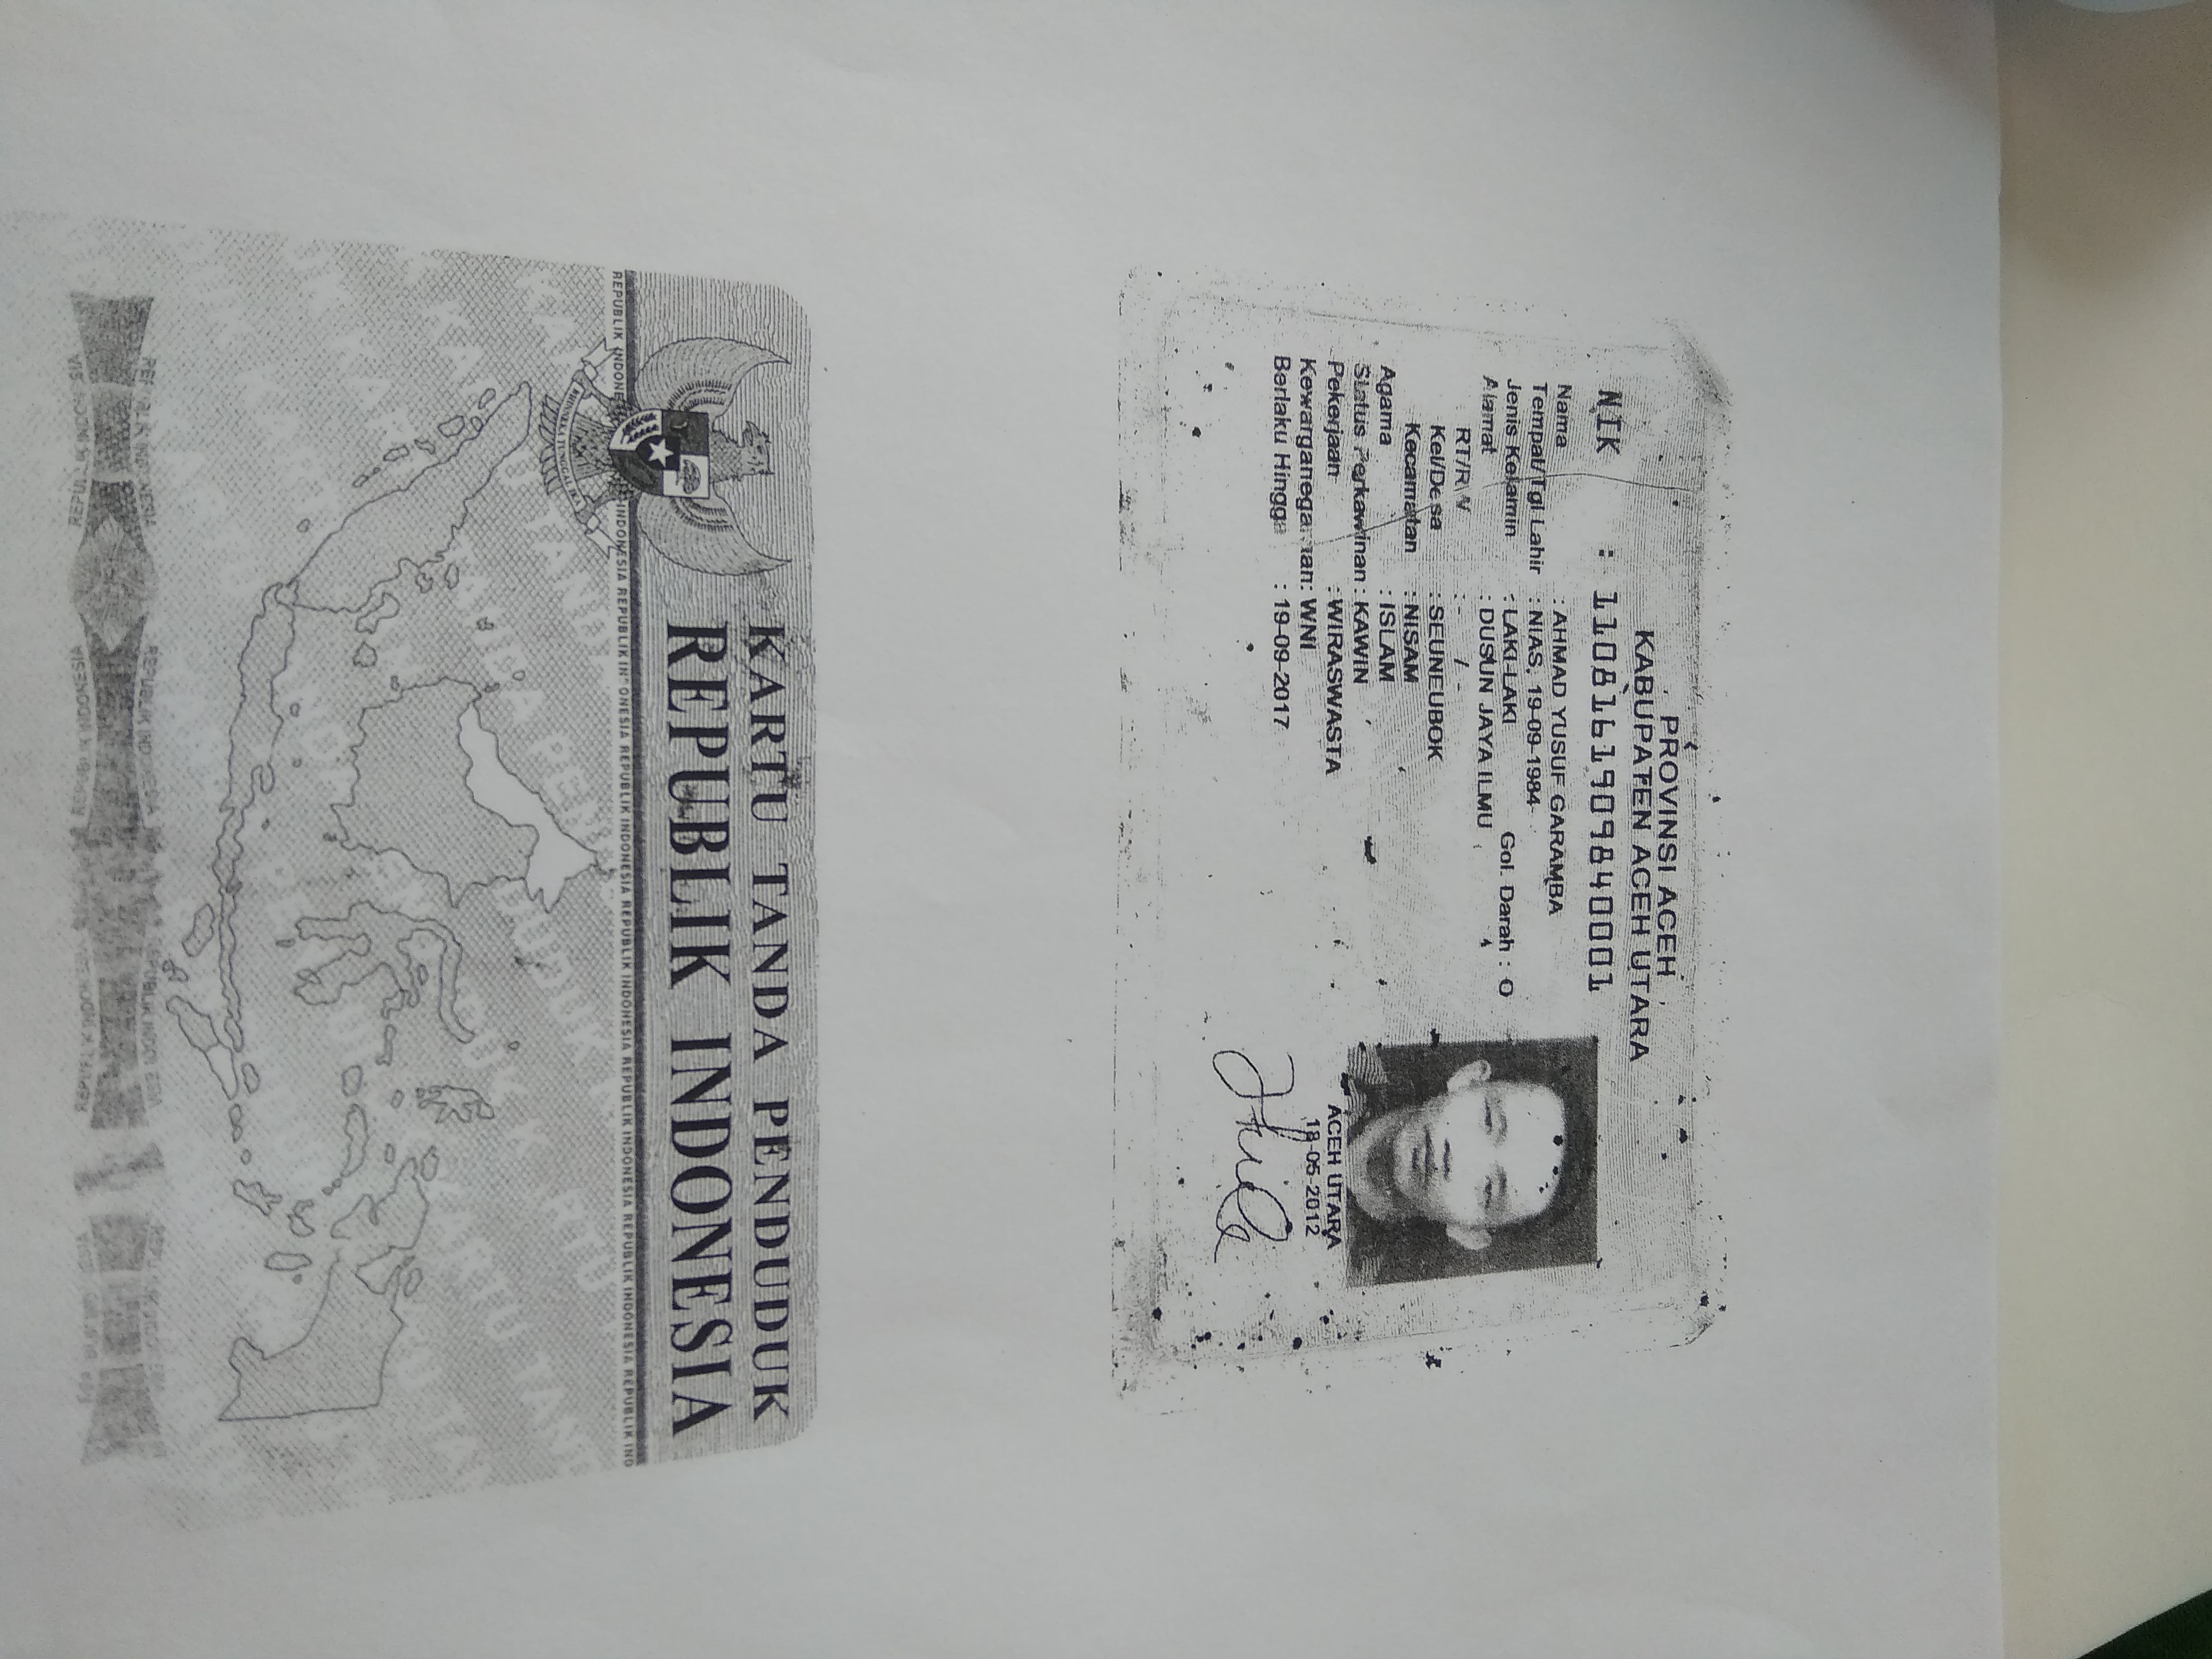 PROVINSI ACEH
KABUPATEN ACEH UTARA
NIK : 1108161909840001
Nama : AHMAD YUSUF GARAMBA
Tempat/Tgl Lahir : NIAS, 19-09-1984
Jenis Kelamin : LAKI-LAKI Gol. Darah : O
Alamat : DUSUN JAYA ILMU
RT/RW : - / -
Kel/Desa : SEUNEUBOK
Kecamatan : NISAM
Agama : ISLAM
Status Perkawinan : KAWIN
Pekerjaan : WIRASWASTA
Kewarganegaraan: WNI
Berlaku Hingga : 19-09-2017
ACEH UTARA
18-05-2012
KARTU TANDA PENDUDUK
REPUBLIK INDONESIA
BHINNEKA TUNGGAL IKA
REPUBLIK INDONESIA REPUBLIK INDONESIA REPUBLIK INDONESIA REPUBLIK INDONESIA REPUBLIK INDONESIA REPUBLIK INDONESIA REPUBLIK INDONESIA